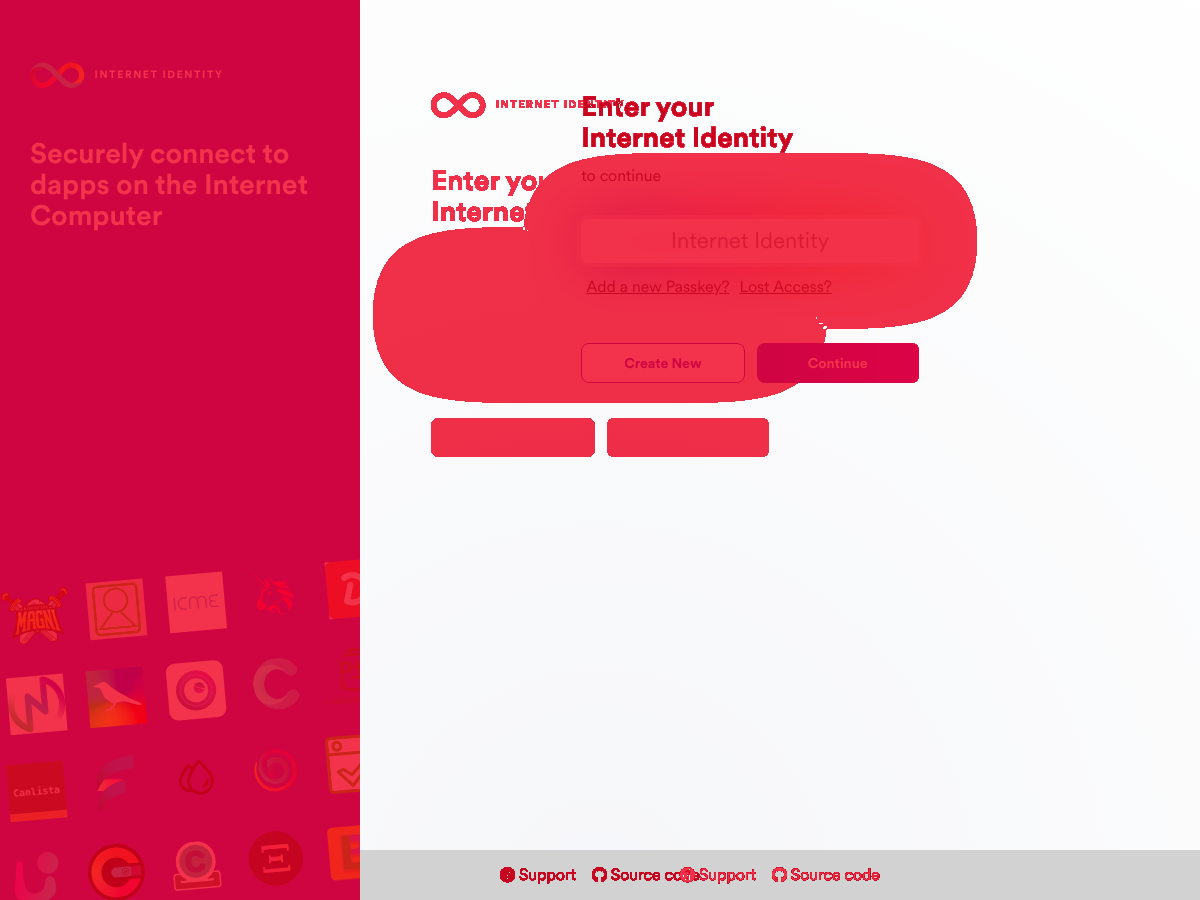 INTERNET IDENTITY
Securely connect to
dapps on the Internet
Computer
INTERNET IDENTITY
Enter your
Internet Identity
Enter you
Internet
to continue
Internet Identity
Add a new Passkey? Lost Access?
Create New Continue
MAGNI
ICME
Canlista
Support Source code Support Source code